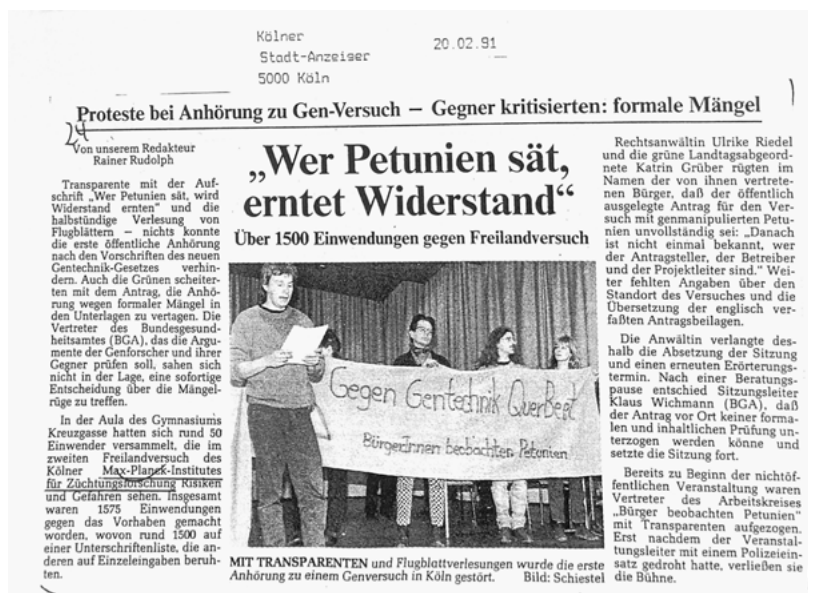 Kölner
Stadt-Anzeiger
5000 Köln
20.02.91
Proteste bei Anhörung zu Gen-Versuch – Gegner kritisierten: formale Mängel
24
Von unserem Redakteur
Rainer Rudolph
„Wer Petunien sät,
erntet Widerstand“
Über 1500 Einwendungen gegen Freilandversuch
Transparente mit der Auf-
schrift „Wer Petunien sät, wird
Widerstand ernten“ und die
halbstündige Verlesung von
Flugblättern – nichts konnte
die erste öffentliche Anhörung
nach den Vorschriften des neuen
Gentechnik-Gesetzes verhin-
dern. Auch die Grünen scheiter-
ten mit dem Antrag, die Anhö-
rung wegen formaler Mängel in
den Unterlagen zu vertagen. Die
Vertreter des Bundesgesund-
heitsamtes (BGA), das die Argu-
mente der Genforscher und ihrer
Gegner prüfen soll, sahen sich
nicht in der Lage, eine sofortige
Entscheidung über die Mängel-
rüge zu treffen.
In der Aula des Gymnasiums
Kreuzgasse hatten sich rund 50
Einwender versammelt, die im
zweiten Freilandversuch des
Kölner Max-Planck-Institutes
für Züchtungsforschung Risiken
und Gefahren sehen. Insgesamt
waren 1575 Einwendungen
gegen das Vorhaben gemacht
worden, wovon rund 1500 auf
einer Unterschriftenliste, die an-
deren auf Einzeleingaben beruh-
ten.
Gegen Gentechnik QuerBeet
BürgerInnen beobachten Petunien
MIT TRANSPARENTEN und Flugblattverlesungen wurde die erste
Anhörung zu einem Genversuch in Köln gestört. Bild: Schiestel
Rechtsanwältin Ulrike Riedel
und die grüne Landtagsabgeord-
nete Katrin Grüber rügten im
Namen der von ihnen vertrete-
nen Bürger, daß der öffentlich
ausgelegte Antrag für den Ver-
such mit genmanipulierten Petu-
nien unvollständig sei: „Danach
ist nicht einmal bekannt, wer
der Antragsteller, der Betreiber
und der Projektleiter sind.“ Wei-
ter fehlten Angaben über den
Standort des Versuches und die
Übersetzung der englisch ver-
faßten Antragsbeilagen.
Die Anwältin verlangte des-
halb die Absetzung der Sitzung
und einen erneuten Erörterungs-
termin. Nach einer Beratungs-
pause entschied Sitzungsleiter
Klaus Wichmann (BGA), daß
der Antrag vor Ort keiner forma-
len und inhaltlichen Prüfung un-
terzogen werden könne und
setzte die Sitzung fort.
Bereits zu Beginn der nichtöf-
fentlichen Veranstaltung waren
Vertreter des Arbeitskreises
„Bürger beobachten Petunien“
mit Transparenten aufgezogen.
Erst nachdem der Veranstal-
tungsleiter mit einem Polizeiein-
satz gedroht hatte, verließen sie
die Bühne.